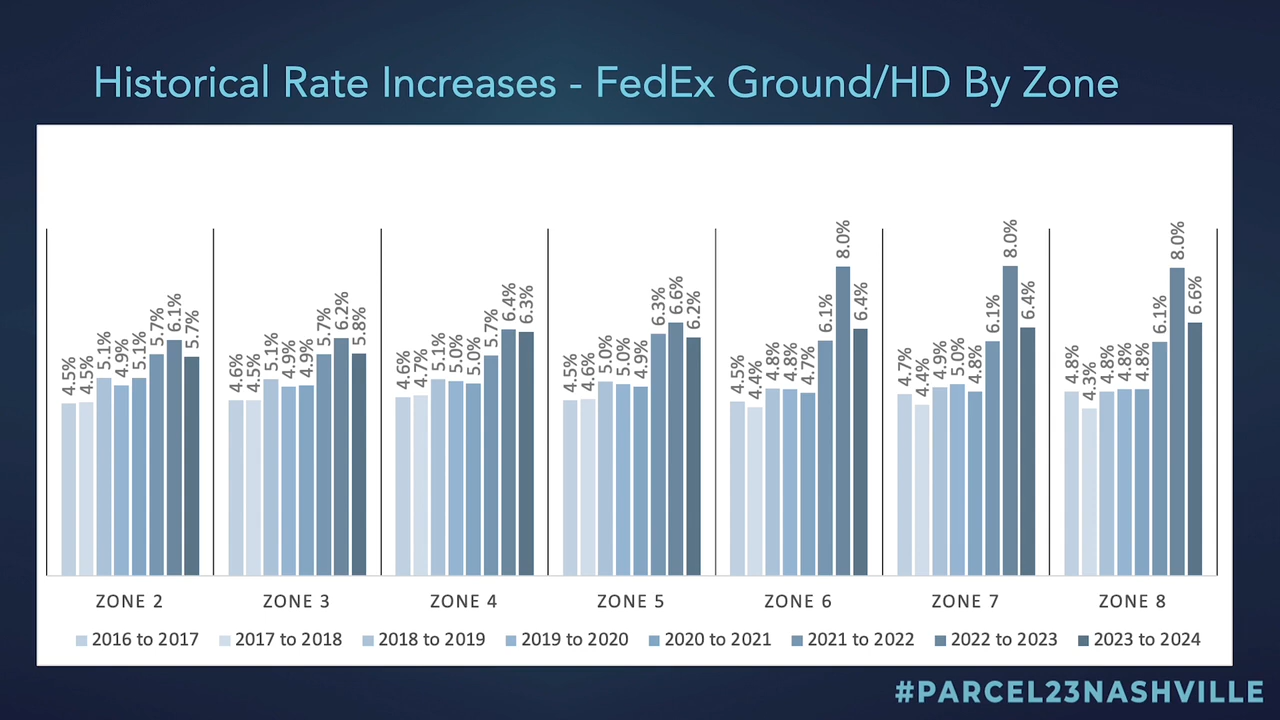 Historical Rate Increases - FedEx Ground/HD By Zone
4.5% 4.5% 5.1% 4.9% 5.1% 5.7% 6.1% 5.7%
4.6% 4.5% 5.1% 4.9% 4.9% 5.7% 6.2% 5.8%
4.6% 4.7% 5.1% 5.0% 5.0% 5.7% 6.4% 6.3%
4.5% 4.6% 5.0% 5.0% 4.9% 6.3% 6.6% 6.2%
4.5% 4.4% 4.8% 4.8% 4.7% 6.1% 8.0% 6.4%
4.7% 4.4% 4.9% 5.0% 4.8% 6.1% 8.0% 6.4%
4.8% 4.3% 4.8% 4.8% 4.8% 6.1% 8.0% 6.6%
ZONE 2 ZONE 3 ZONE 4 ZONE 5 ZONE 6 ZONE 7 ZONE 8
2016 to 2017 2017 to 2018 2018 to 2019 2019 to 2020 2020 to 2021 2021 to 2022 2022 to 2023 2023 to 2024
#PARCEL23NASHVILLE